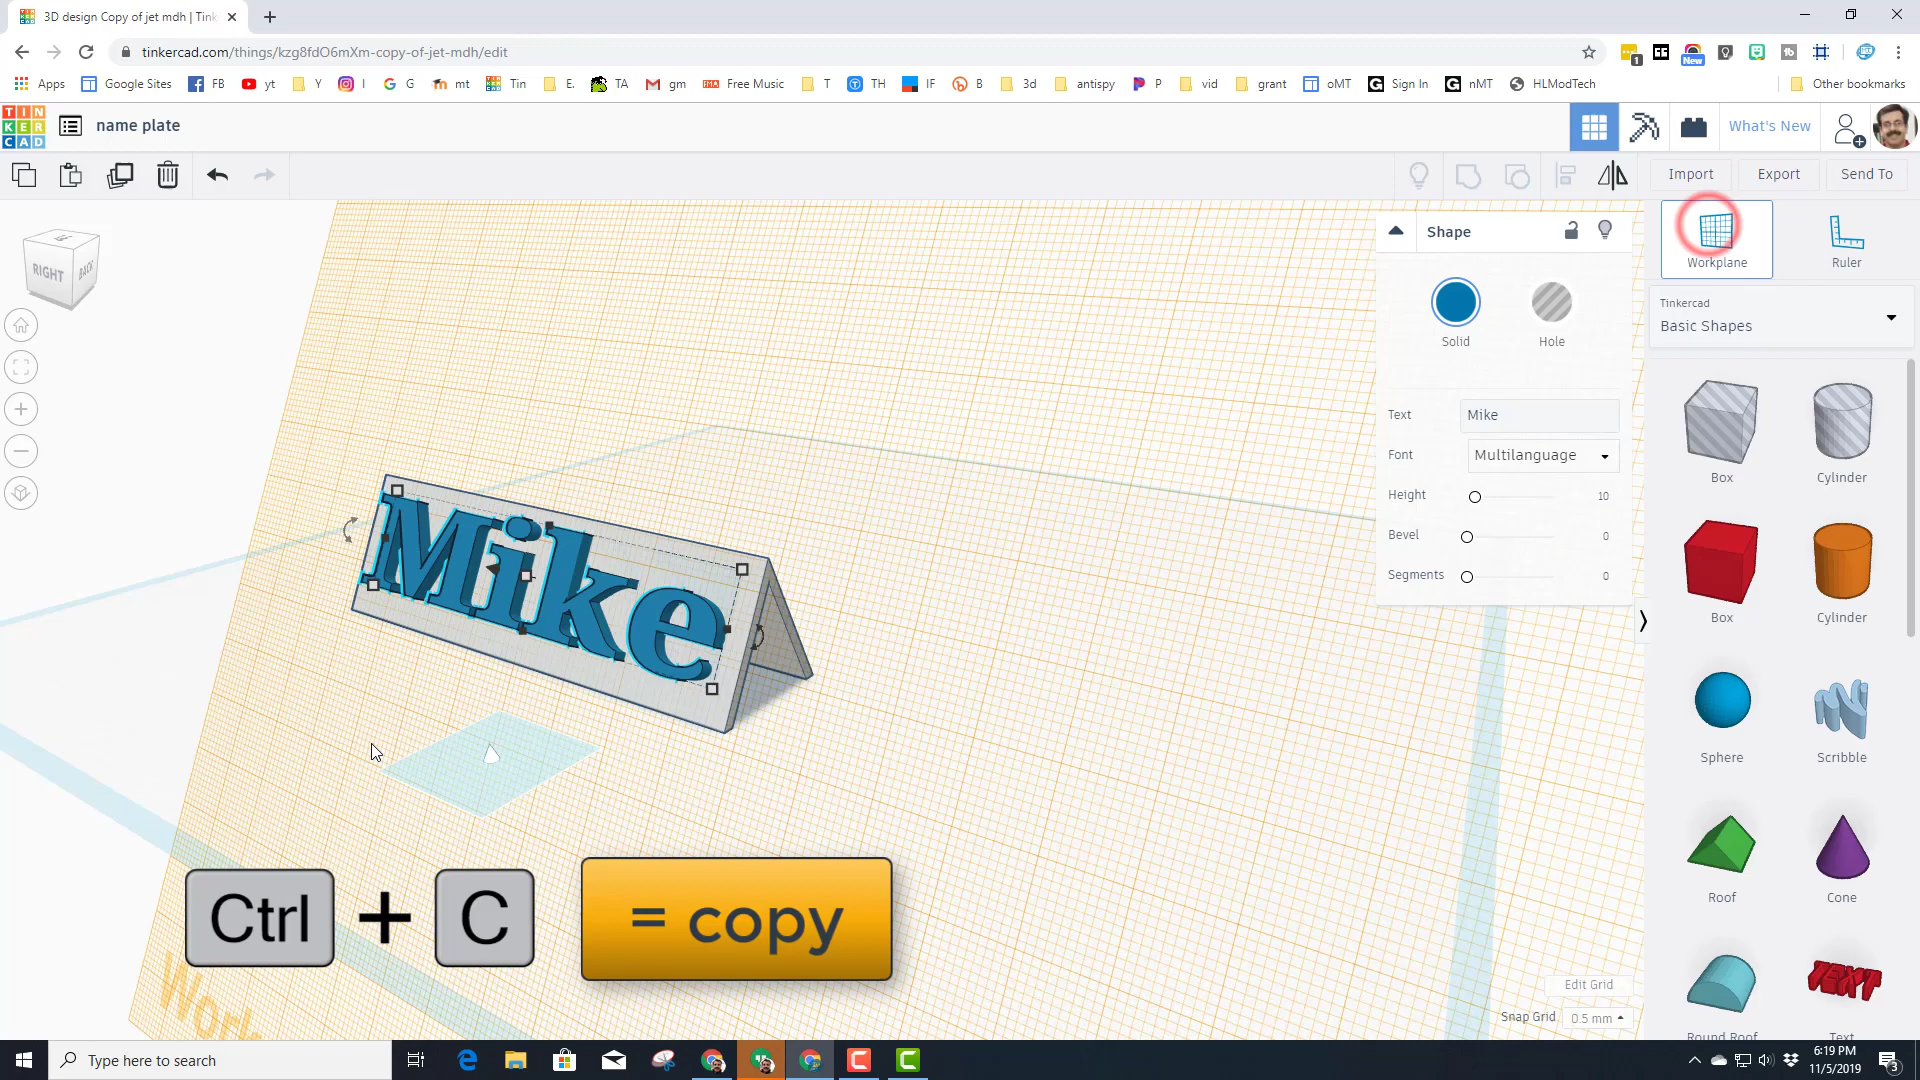 3D design Copy of jet mdh | Tink
tinkercad.com/things/kzg8fdO6mXm-copy-of-jet-mdh/edit
1
New
Apps Google Sites FB yt Y I G mt Tin E. TA gm Free Music T TH IF B 3d antispy P vid grant oMT Sign In nMT HLModTech Other bookmarks
TIN
KER
CAD
name plate
What's New
Import Export Send To
RIGHT
BACK
Shape
Solid
Hole
Text Mike
Font Multilanguage
Height 10
Bevel 0
Segments 0
Workplane
Ruler
Tinkercad
Basic Shapes
Box
Cylinder
Box
Cylinder
Sphere
Scribble
Roof
Cone
TEXT
Round Roof
Text
Mike
Ctrl + C = copy
Work
Edit Grid
Snap Grid 0.5 mm
Type here to search
6:19 PM
11/5/2019
3